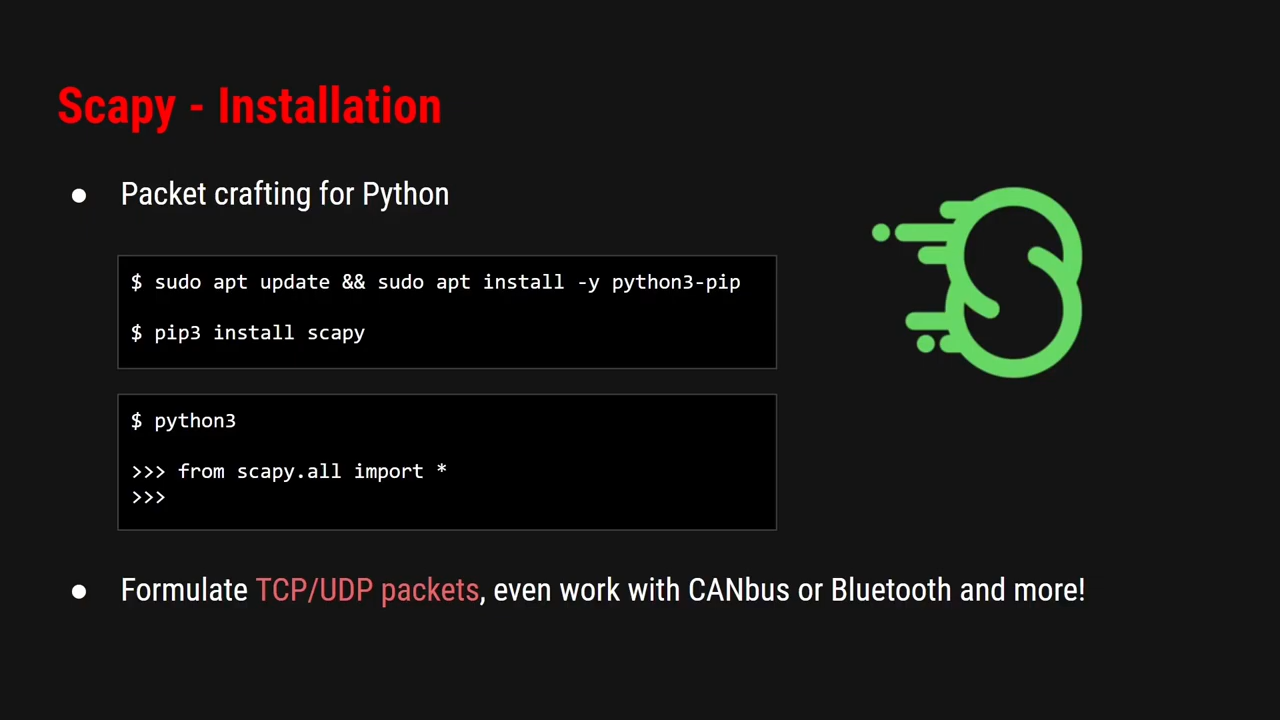 Scapy - Installation
● Packet crafting for Python
$ sudo apt update && sudo apt install -y python3-pip
$ pip3 install scapy
$ python3
>>> from scapy.all import *
>>>
● Formulate TCP/UDP packets, even work with CANbus or Bluetooth and more!